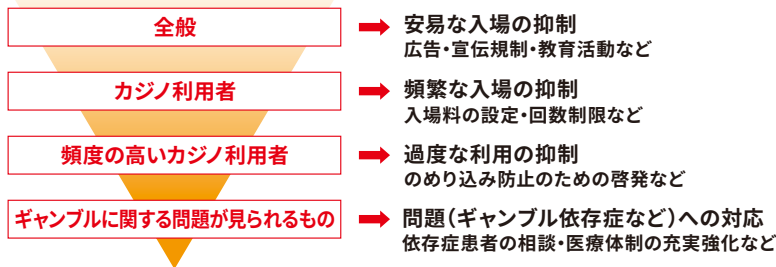 全般
安易な入場の抑制
広告・宣伝規制・教育活動など
カジノ利用者
頻繁な入場の抑制
入場料の設定・回数制限など
頻度の高いカジノ利用者
過度な利用の抑制
のめり込み防止のための啓発など
ギャンブルに関する問題が見られるもの
問題（ギャンブル依存症など）への対応
依存症患者の相談・医療体制の充実強化など